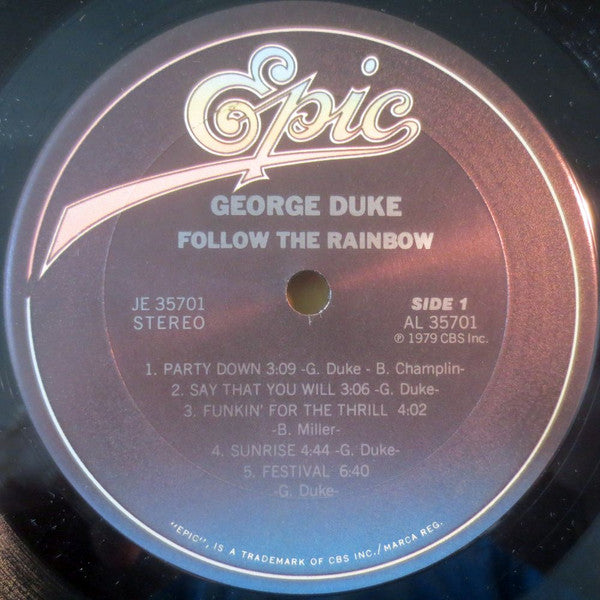 Epic
GEORGE DUKE
FOLLOW THE RAINBOW
JE 35701
STEREO
SIDE 1
AL 35701
℗ 1979 CBS Inc.
1. PARTY DOWN 3:09 -G. Duke - B. Champlin-
2. SAY THAT YOU WILL 3:06 -G. Duke-
3. FUNKIN' FOR THE THRILL 4:02
-B. Miller-
4. SUNRISE 4:44 -G. Duke-
5. FESTIVAL 6:40
-G. Duke-
"EPIC", IS A TRADEMARK OF CBS INC./MARCA REG.